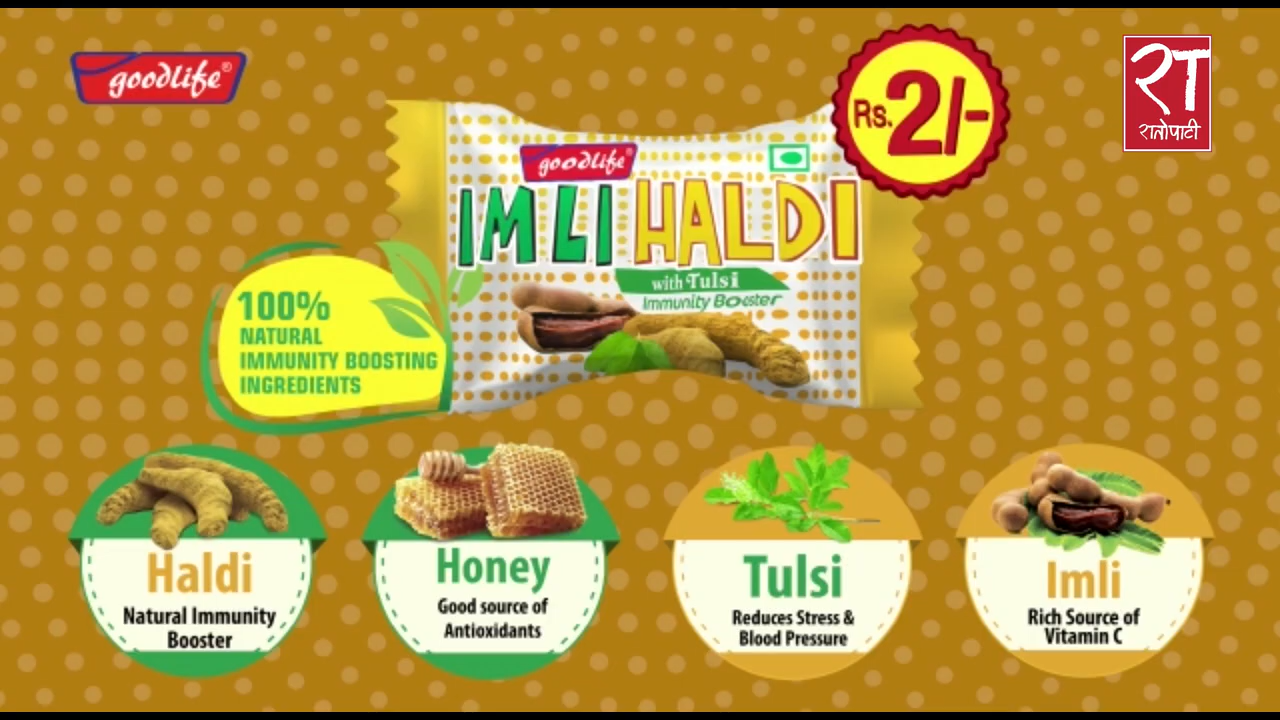 goodlife®
Rs. 2/-
रातो
रातोपाटी
goodlife®
IMLI HALDI
with Tulsi
Immunity Booster
100%
NATURAL
IMMUNITY BOOSTING
INGREDIENTS
Haldi
Natural Immunity
Booster
Honey
Good source of
Antioxidants
Tulsi
Reduces Stress &
Blood Pressure
Imli
Rich Source of
Vitamin C